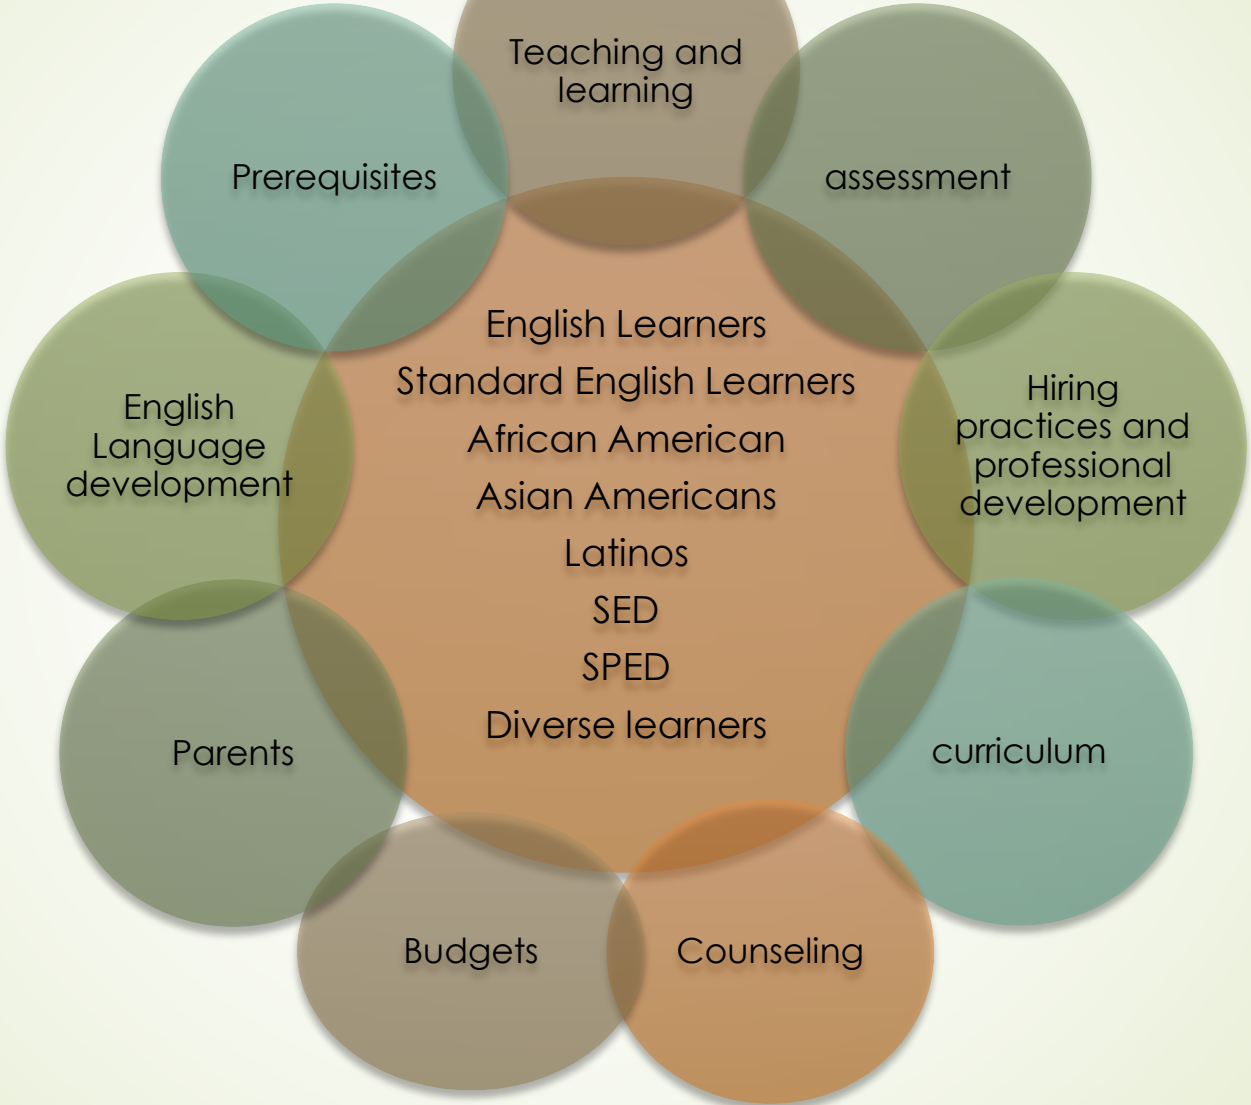 Teaching and
learning
Prerequisites
assessment
English Learners
Standard English Learners
African American
Asian Americans
Latinos
SED
SPED
Diverse learners
English
Language
development
Hiring
practices and
professional
development
Parents
curriculum
Budgets
Counseling